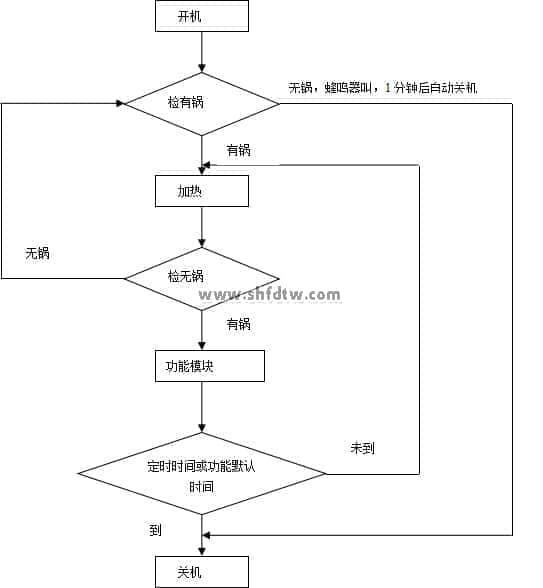 开机
检有锅
无锅，蜂鸣器叫，1分钟后自动关机
有锅
加热
无锅
检无锅
www.shfdtw.com
有锅
功能模块
定时时间或功能默认
时间
未到
到
关机